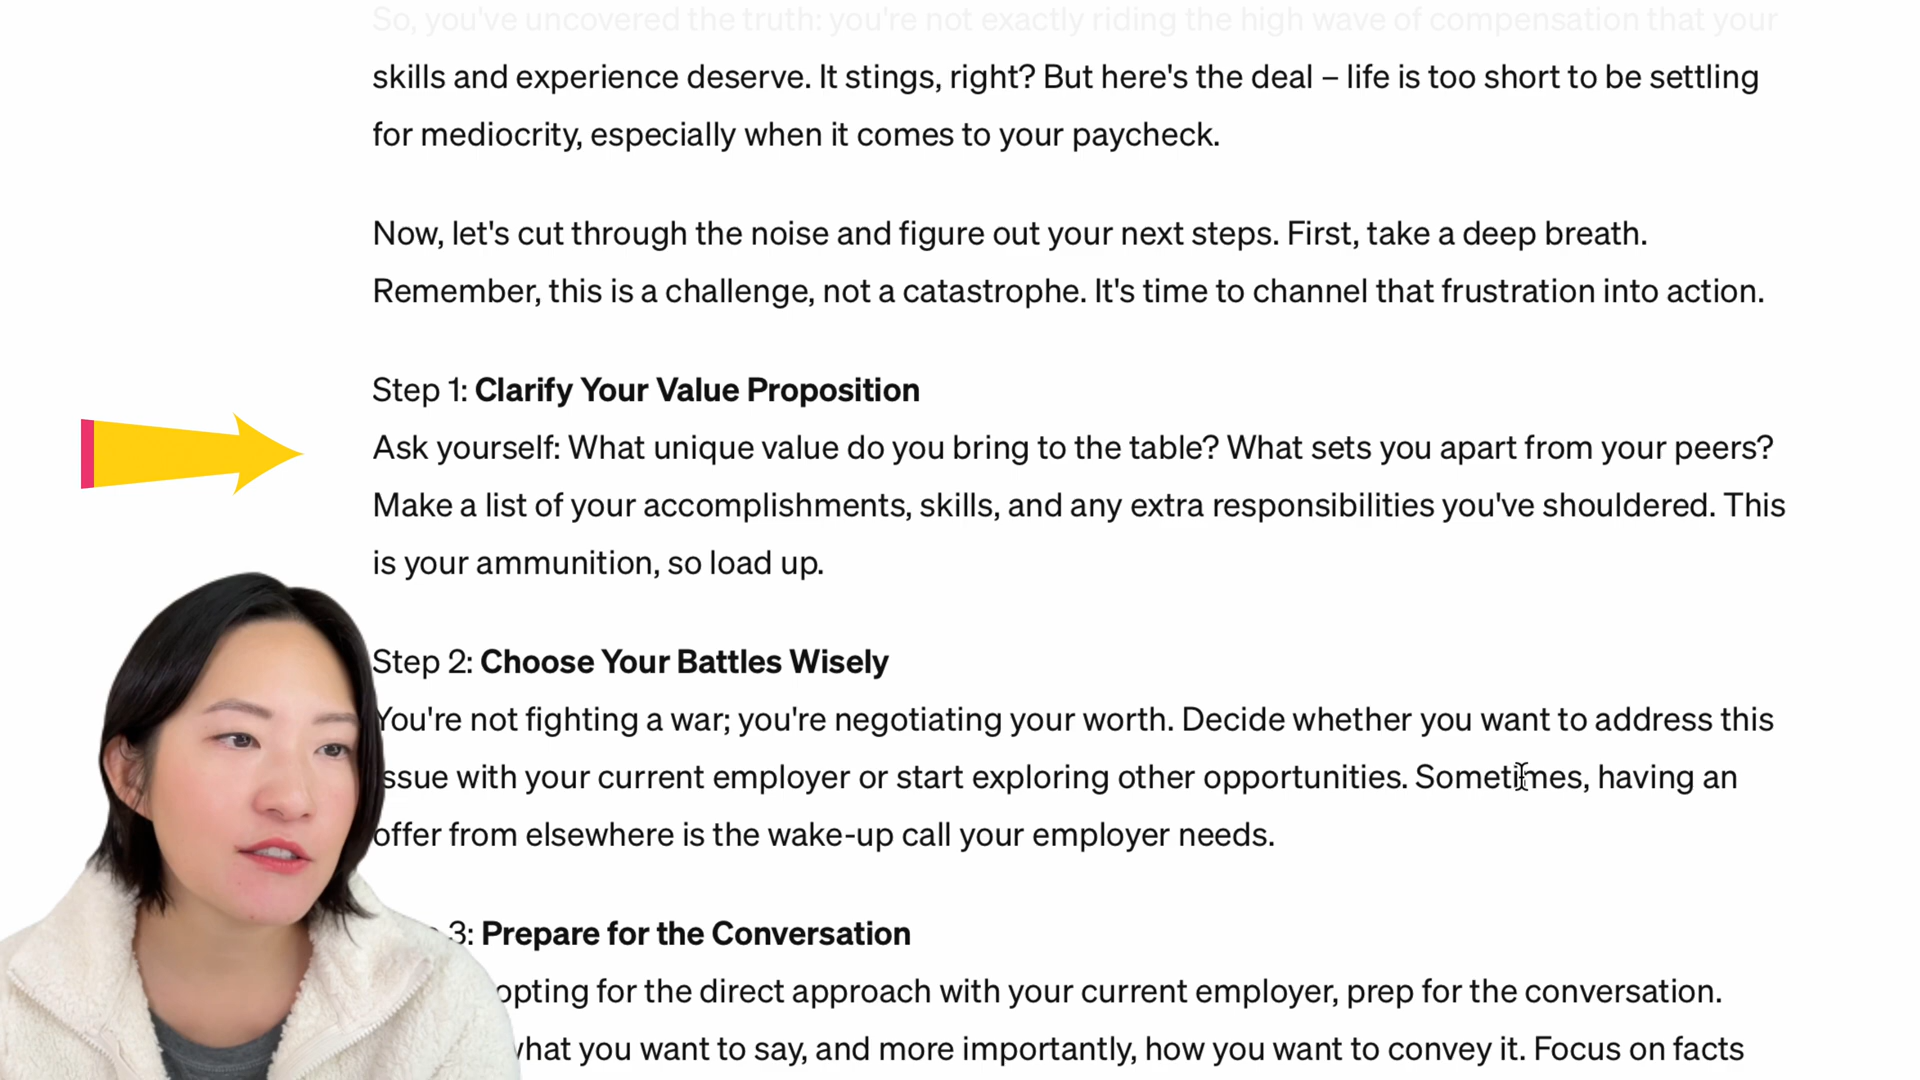 So, you've uncovered the truth: you're not exactly riding the high wave of compensation that your
skills and experience deserve. It stings, right? But here's the deal – life is too short to be settling
for mediocrity, especially when it comes to your paycheck.
Now, let's cut through the noise and figure out your next steps. First, take a deep breath.
Remember, this is a challenge, not a catastrophe. It's time to channel that frustration into action.
Step 1: Clarify Your Value Proposition
Ask yourself: What unique value do you bring to the table? What sets you apart from your peers?
Make a list of your accomplishments, skills, and any extra responsibilities you've shouldered. This
is your ammunition, so load up.
Step 2: Choose Your Battles Wisely
You're not fighting a war; you're negotiating your worth. Decide whether you want to address this
issue with your current employer or start exploring other opportunities. Sometimes, having an
offer from elsewhere is the wake-up call your employer needs.
3: Prepare for the Conversation
opting for the direct approach with your current employer, prep for the conversation.
what you want to say, and more importantly, how you want to convey it. Focus on facts